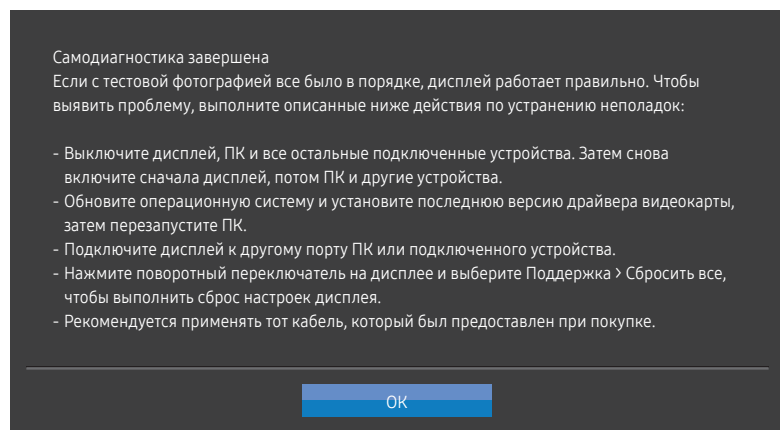 Самодиагностика завершена
Если с тестовой фотографией все было в порядке, дисплей работает правильно. Чтобы
выявить проблему, выполните описанные ниже действия по устранению неполадок:
- Выключите дисплей, ПК и все остальные подключенные устройства. Затем снова
включите сначала дисплей, потом ПК и другие устройства.
- Обновите операционную систему и установите последнюю версию драйвера видеокарты,
затем перезапустите ПК.
- Подключите дисплей к другому порту ПК или подключенного устройства.
- Нажмите поворотный переключатель на дисплее и выберите Поддержка > Сбросить все,
чтобы выполнить сброс настроек дисплея.
- Рекомендуется применять тот кабель, который был предоставлен при покупке.
ОК